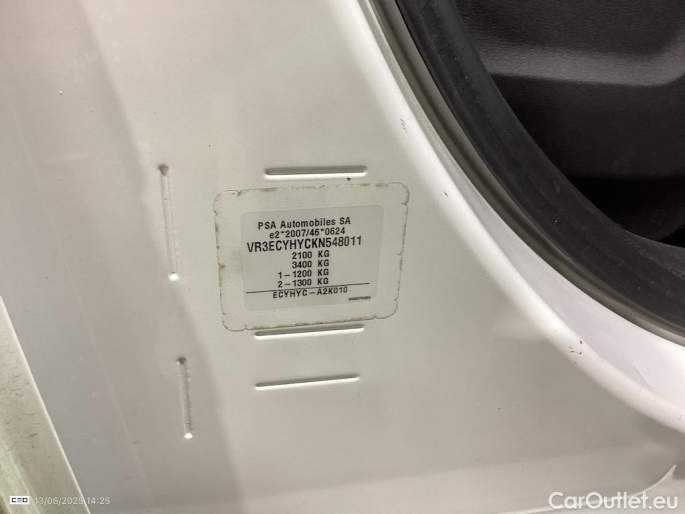 PSA Automobiles SA
e2*2007/46*0624
VR3ECYHYCKN548011
2100 KG
3400 KG
1-1200 KG
2-1300 KG
ECYHYC-A2K010
13/06/2025 14:25
CarOutlet.eu